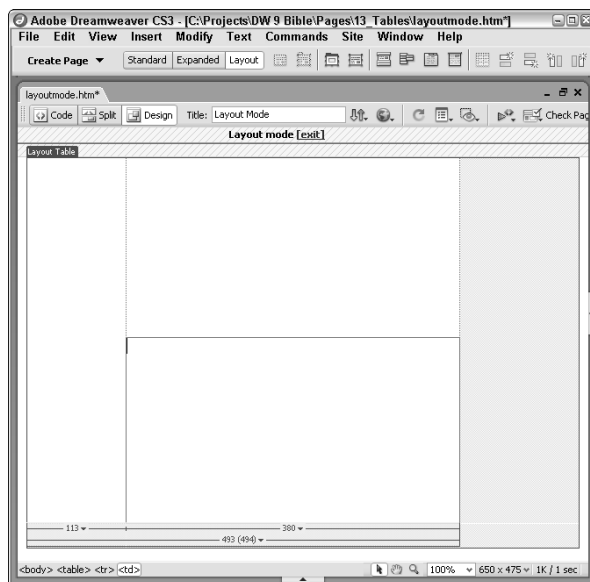 Adobe Dreamweaver CS3 - [C:\Projects\DW 9 Bible\Pages\13_Tables\layoutmode.htm*]
File Edit View Insert Modify Text Commands Site Window Help
Create Page Standard Expanded Layout
layoutmode.htm*
Code Split Design Title: Layout Mode Check Pag
Layout mode [exit]
Layout Table
113 380
493 (494)
<body> <table> <tr> <td> 100% 650 x 475 1K / 1 sec